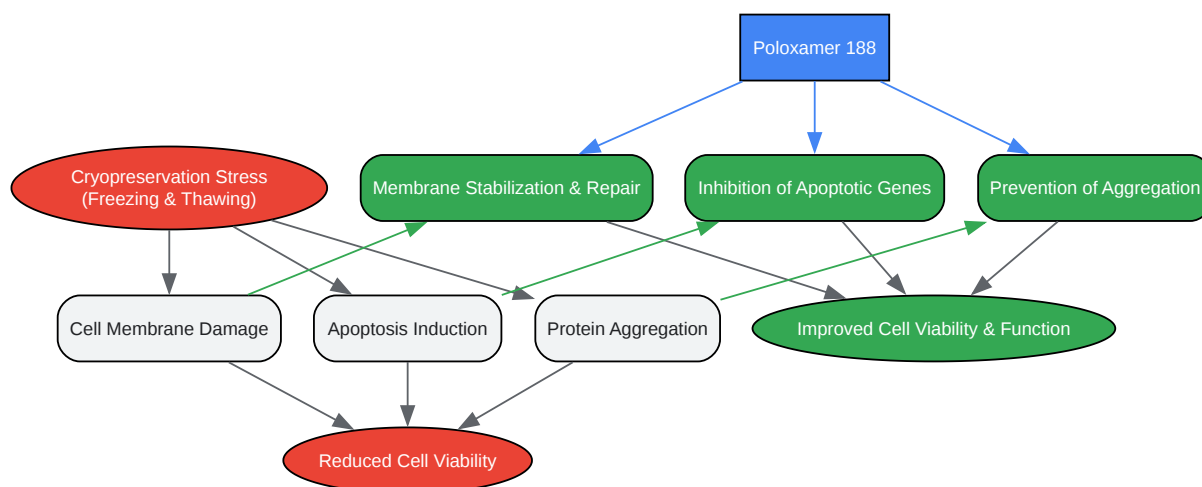 Poloxamer 188
Cryopreservation Stress
(Freezing & Thawing)
Membrane Stabilization & Repair
Inhibition of Apoptotic Genes
Prevention of Aggregation
Cell Membrane Damage
Apoptosis Induction
Protein Aggregation
Improved Cell Viability & Function
Reduced Cell Viability